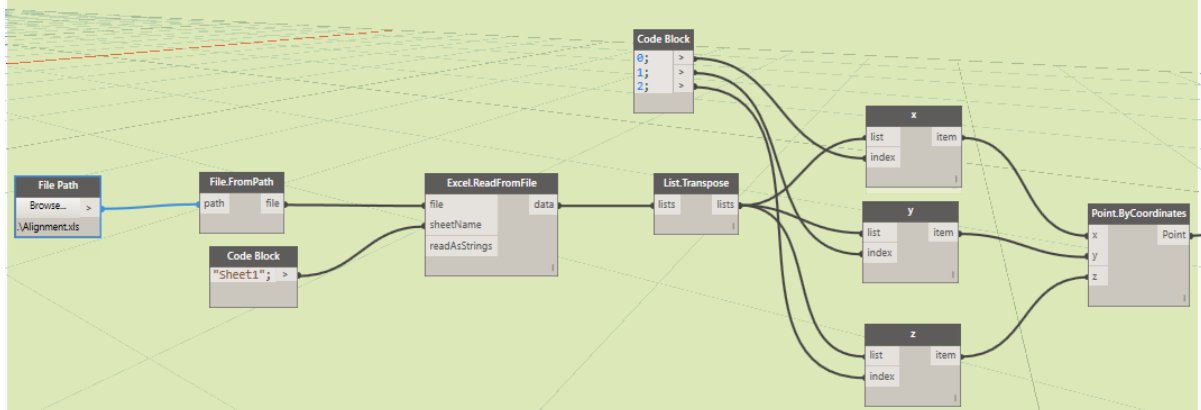 File Path
Browse... >
.\Alignment.xls
File.FromPath
path file
Code Block
"Sheet1"; >
Excel.ReadFromFile
file data
sheetName
readAsStrings
List.Transpose
lists lists
Code Block
0; >
1; >
2; >
x
list item
index
y
list item
index
z
list item
index
Point.ByCoordinates
x Point
y
z